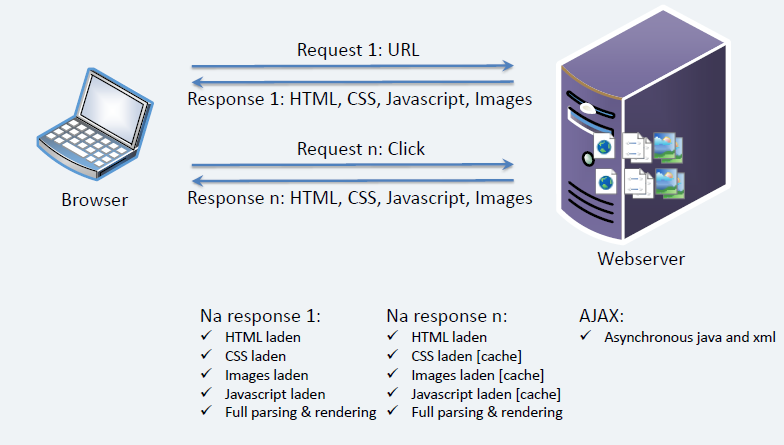 Request 1: URL
Response 1: HTML, CSS, Javascript, Images
Request n: Click
Response n: HTML, CSS, Javascript, Images
Browser
Webserver
Na response 1:
✓ HTML laden
✓ CSS laden
✓ Images laden
✓ Javascript laden
✓ Full parsing & rendering
Na response n:
✓ HTML laden
✓ CSS laden [cache]
✓ Images laden [cache]
✓ Javascript laden [cache]
✓ Full parsing & rendering
AJAX:
✓ Asynchronous java and xml